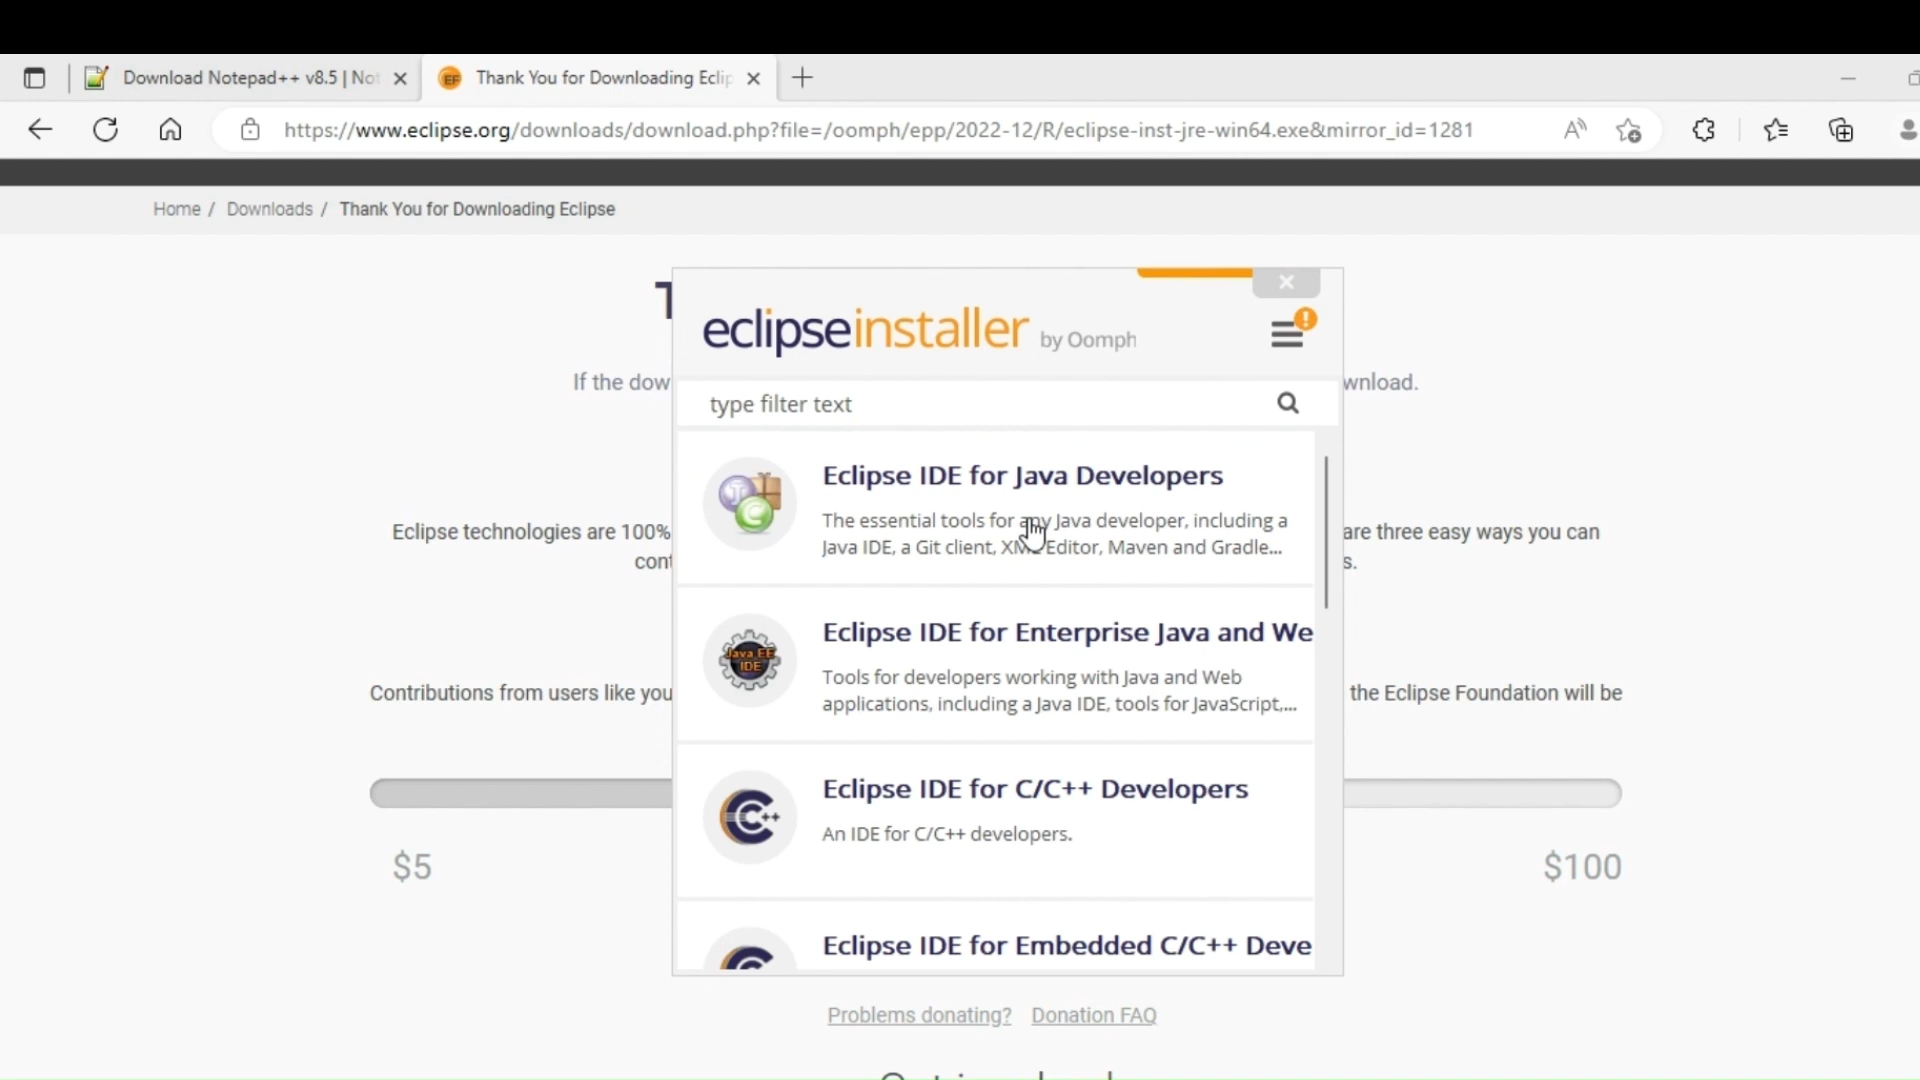 Download Notepad++ v8.5 | Not
EF
Thank You for Downloading Eclip
https://www.eclipse.org/downloads/download.php?file=/oomph/epp/2022-12/R/eclipse-inst-jre-win64.exe&mirror_id=1281
Home / Downloads / Thank You for Downloading Eclipse
T
eclipseinstaller by Oomph
!
If the dow
wnload.
type filter text
Eclipse IDE for Java Developers
The essential tools for any Java developer, including a
Java IDE, a Git client, XML Editor, Maven and Gradle...
Eclipse technologies are 100%
are three easy ways you can
cont
s.
Java EE
IDE
Eclipse IDE for Enterprise Java and We
Tools for developers working with Java and Web
applications, including a Java IDE, tools for JavaScript,...
Contributions from users like you
the Eclipse Foundation will be
C++
Eclipse IDE for C/C++ Developers
An IDE for C/C++ developers.
$5
$100
Eclipse IDE for Embedded C/C++ Deve
Problems donating? Donation FAQ